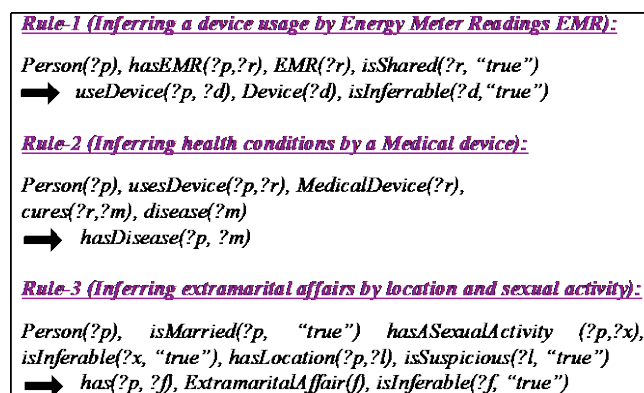 Rule-1 (Inferring a device usage by Energy Meter Readings EMR):
Person(?p), hasEMR(?p,?r), EMR(?r), isShared(?r, “true”)
useDevice(?p, ?d), Device(?d), isInferrable(?d,“true”)
Rule-2 (Inferring health conditions by a Medical device):
Person(?p), usesDevice(?p,?r), MedicalDevice(?r),
cures(?r,?m), disease(?m)
hasDisease(?p, ?m)
Rule-3 (Inferring extramarital affairs by location and sexual activity):
Person(?p), isMarried(?p, “true”) hasASexualActivity (?p,?x),
isInferable(?x, “true”), hasLocation(?p,?l), isSuspicious(?l, “true”)
has(?p, ?f), ExtramaritalAffair(f), isInferable(?f, “true”)